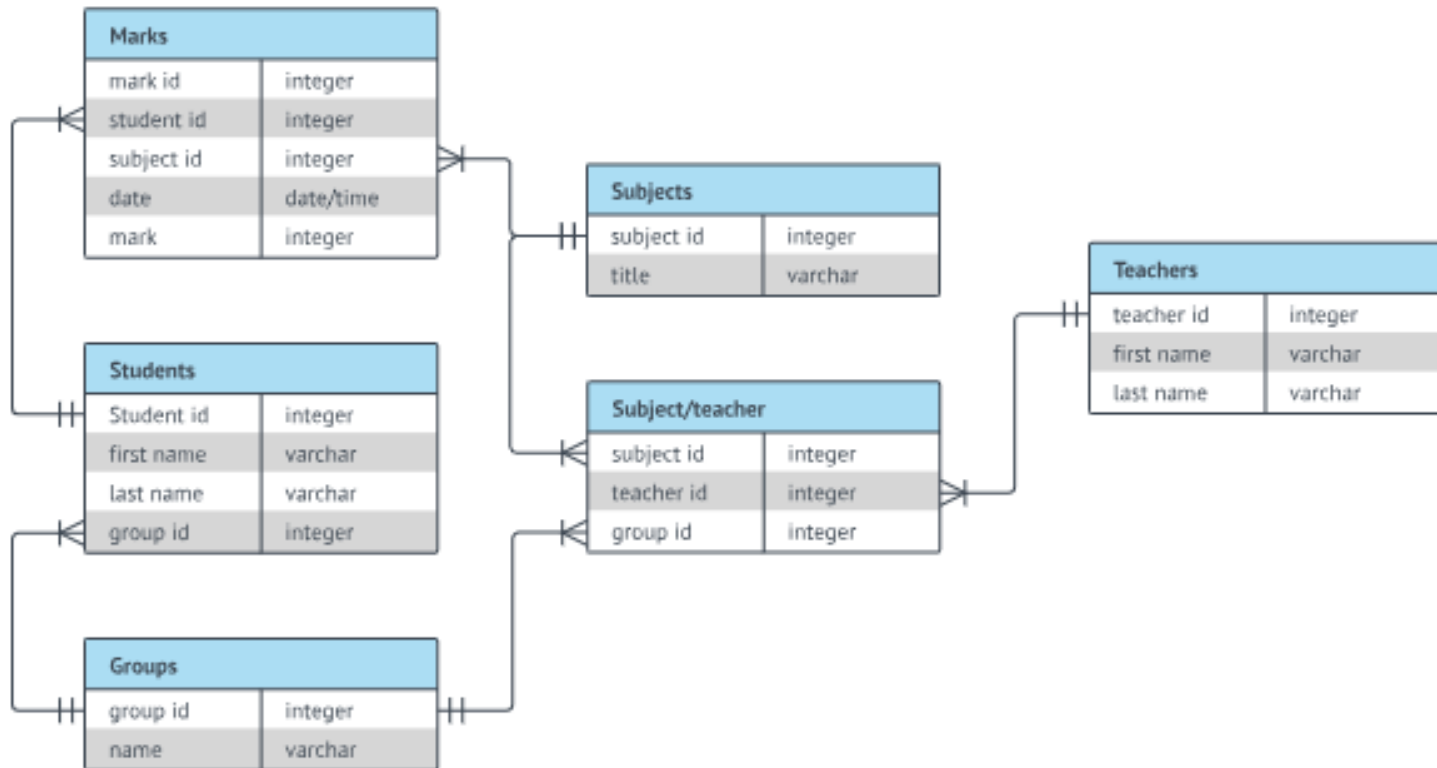 Marks
mark id integer
student id integer
subject id integer
date date/time
mark integer
Students
Student id integer
first name varchar
last name varchar
group id integer
Groups
group id integer
name varchar
Subjects
subject id integer
title varchar
Subject/teacher
subject id integer
teacher id integer
group id integer
Teachers
teacher id integer
first name varchar
last name varchar